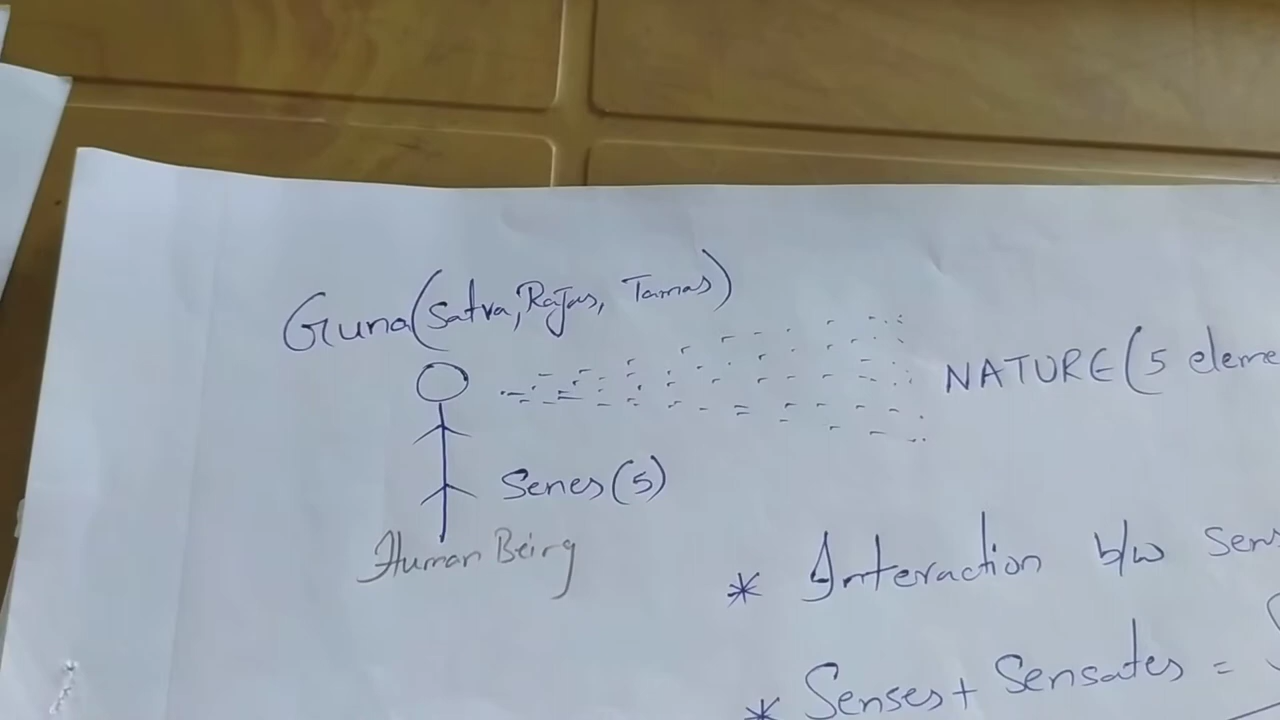 Guna(Satva, Rajas, Tamas)
NATURE(5 eleme
Senes(5)
Human Being
* Interaction b/w sens
* Senses + Sensates =